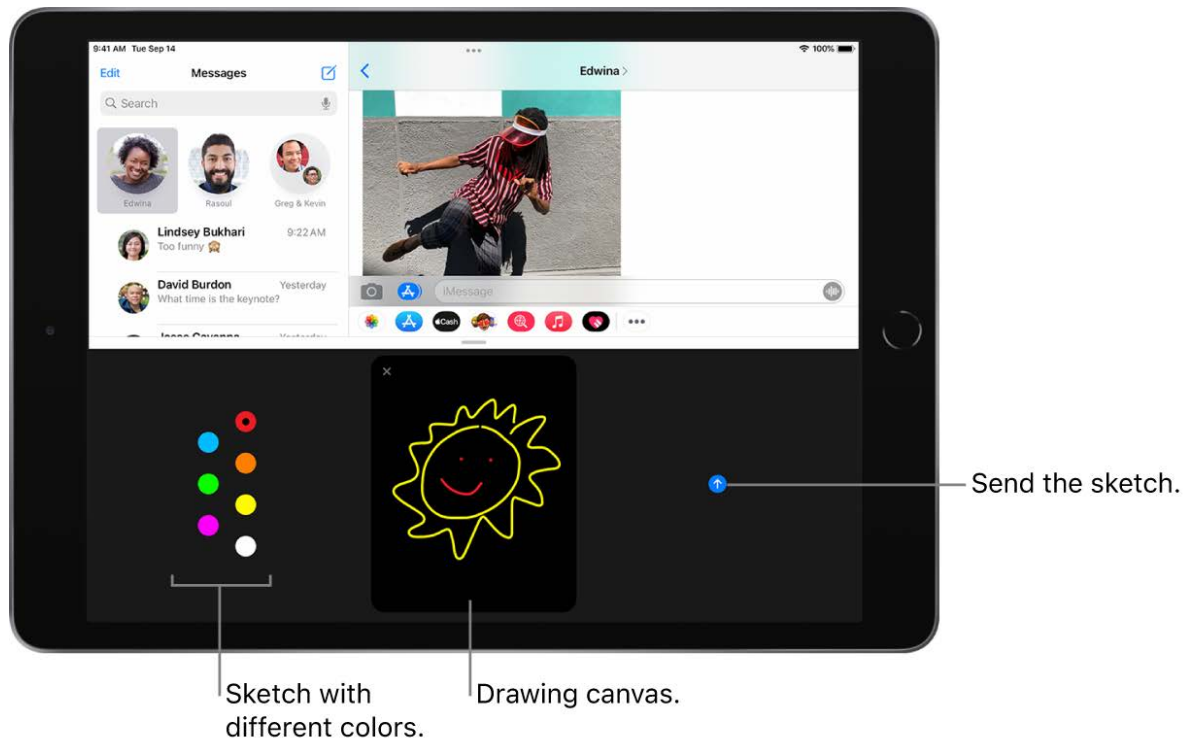 9:41 AM Tue Sep 14
100%
Edit
Messages
Edwina
Search
Edwina
Rasoul
Greg & Kevin
Lindsey Bukhari
9:22 AM
Too funny 🙊
David Burdon
Yesterday
What time is the keynote?
iMessage
Cash
Send the sketch.
Sketch with
different colors.
Drawing canvas.